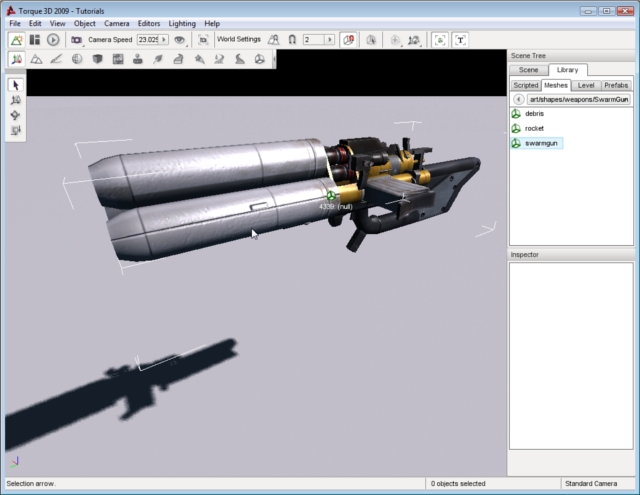 Torque 3D 2009 - Tutorials
File Edit View Object Camera Editors Lighting Help
Camera Speed 23.025 World Settings 2
Scene Tree
Scene Library
Scripted Meshes Level Prefabs
art/shapes/weapons/SwarmGun
debris
rocket
swarmgun
(null)
Inspector
Selection arrow. 0 objects selected Standard Camera